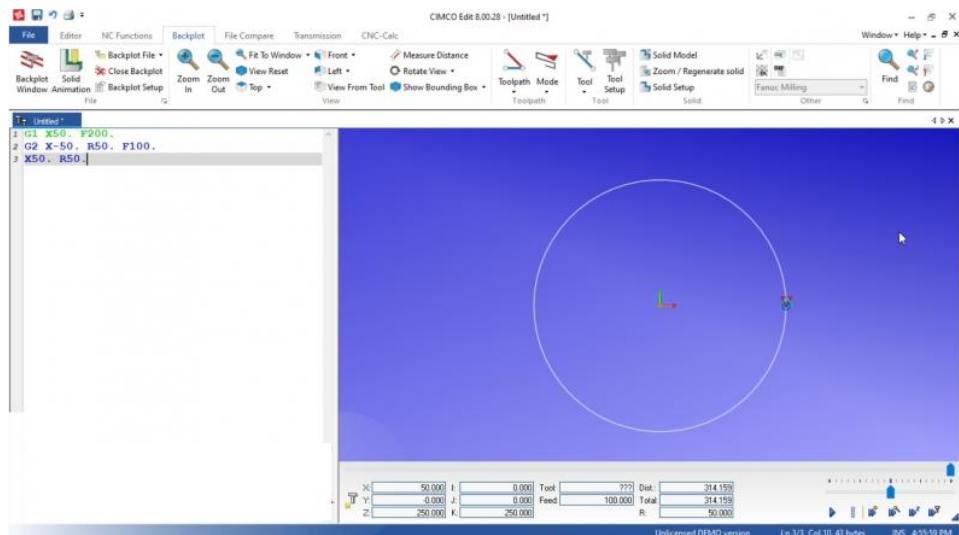 CIMCO Edit 8.00.28 - [Untitled *]
File Editor NC Functions Backplot File Compare Transmission CNC-Calc Window Help
Backplot Window
Solid Animation
Backplot File
Close Backplot
Backplot Setup
File
Zoom In
Zoom Out
Fit To Window
View Reset
Top
Front
Left
View From Tool
Measure Distance
Rotate View
Show Bounding Box
View
Toolpath
Mode
Toolpath
Tool
Tool Setup
Tool
Solid Model
Zoom / Regenerate solid
Solid Setup
Solid
Fanuc Milling
Other
Find
Find
Untitled *
1 G1 X50. F200.
2 G2 X-50. R50. F100.
3 X50. R50.
X: 50.000 I: 0.000 Tool: ??? Dist.: 314.159
Y: -0.000 J: 0.000 Feed: 100.000 Total: 314.159
Z: 250.000 K: 250.000 R: 50.000
Unlicensed DEMO version Ln 3/3, Col 10, 43 bytes INS 4:55:59 PM